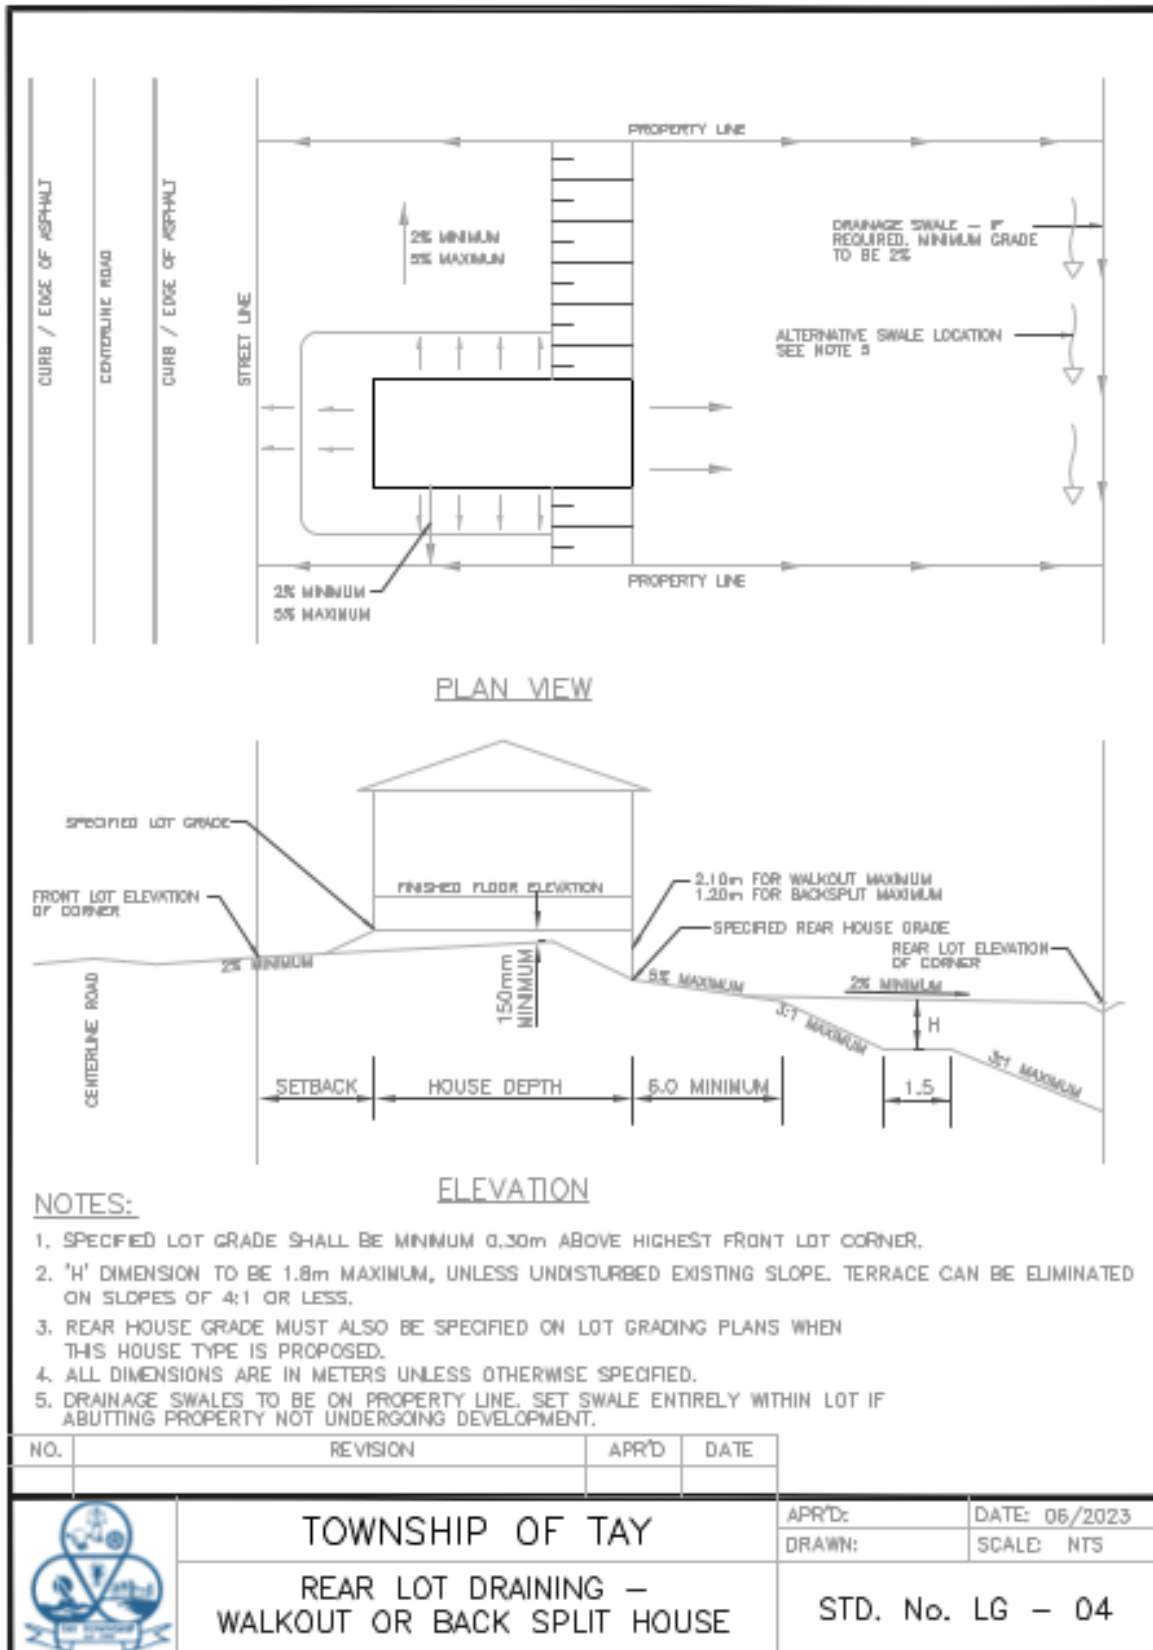 PROPERTY LINE
CURB / EDGE OF ASPHALT
CENTERLINE ROAD
CURB / EDGE OF ASPHALT
STREET LINE
2% MINIMUM
5% MAXIMUM
DRAINAGE SWALE – IF
REQUIRED. MINIMUM GRADE
TO BE 2%
ALTERNATIVE SWALE LOCATION
SEE NOTE 5
2% MINIMUM
5% MAXIMUM
PROPERTY LINE
PLAN VIEW
SPECIFIED LOT GRADE
FRONT LOT ELEVATION
OF CORNER
FINISHED FLOOR ELEVATION
2.10m FOR WALKOUT MAXIMUM
1.20m FOR BACKSPLIT MAXIMUM
SPECIFIED REAR HOUSE GRADE
REAR LOT ELEVATION
OF CORNER
2% MINIMUM
150mm
MINIMUM
5% MAXIMUM
2% MINIMUM
3:1 MAXIMUM
H
3:1 MAXIMUM
CENTERLINE ROAD
SETBACK
HOUSE DEPTH
6.0 MINIMUM
1.5
ELEVATION
NOTES:
1. SPECIFIED LOT GRADE SHALL BE MINIMUM 0.30m ABOVE HIGHEST FRONT LOT CORNER.
2. 'H' DIMENSION TO BE 1.8m MAXIMUM, UNLESS UNDISTURBED EXISTING SLOPE. TERRACE CAN BE ELIMINATED
ON SLOPES OF 4:1 OR LESS.
3. REAR HOUSE GRADE MUST ALSO BE SPECIFIED ON LOT GRADING PLANS WHEN
THIS HOUSE TYPE IS PROPOSED.
4. ALL DIMENSIONS ARE IN METERS UNLESS OTHERWISE SPECIFIED.
5. DRAINAGE SWALES TO BE ON PROPERTY LINE. SET SWALE ENTIRELY WITHIN LOT IF
ABUTTING PROPERTY NOT UNDERGOING DEVELOPMENT.
NO. REVISION APR'D DATE
TOWNSHIP OF TAY
REAR LOT DRAINING –
WALKOUT OR BACK SPLIT HOUSE
APR'D: DATE: 06/2023
DRAWN: SCALE: NTS
STD. No. LG – 04
TAY TOWNSHIP